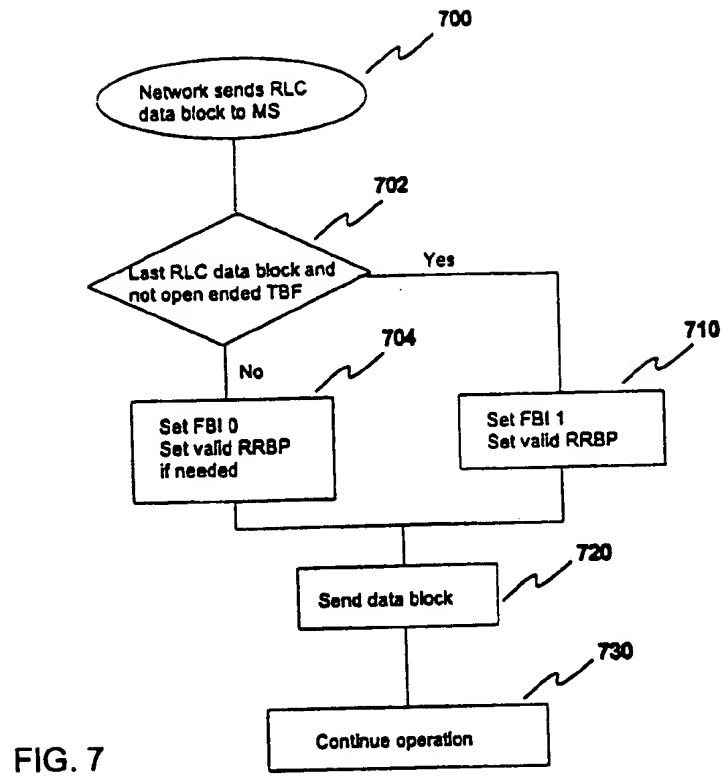 700
Network sends RLC
data block to MS
702
Last RLC data block and
not open ended TBF
Yes
704
710
No
Set FBI 0
Set valid RRBP
if needed
Set FBI 1
Set valid RRBP
720
Send data block
730
Continue operation
FIG. 7